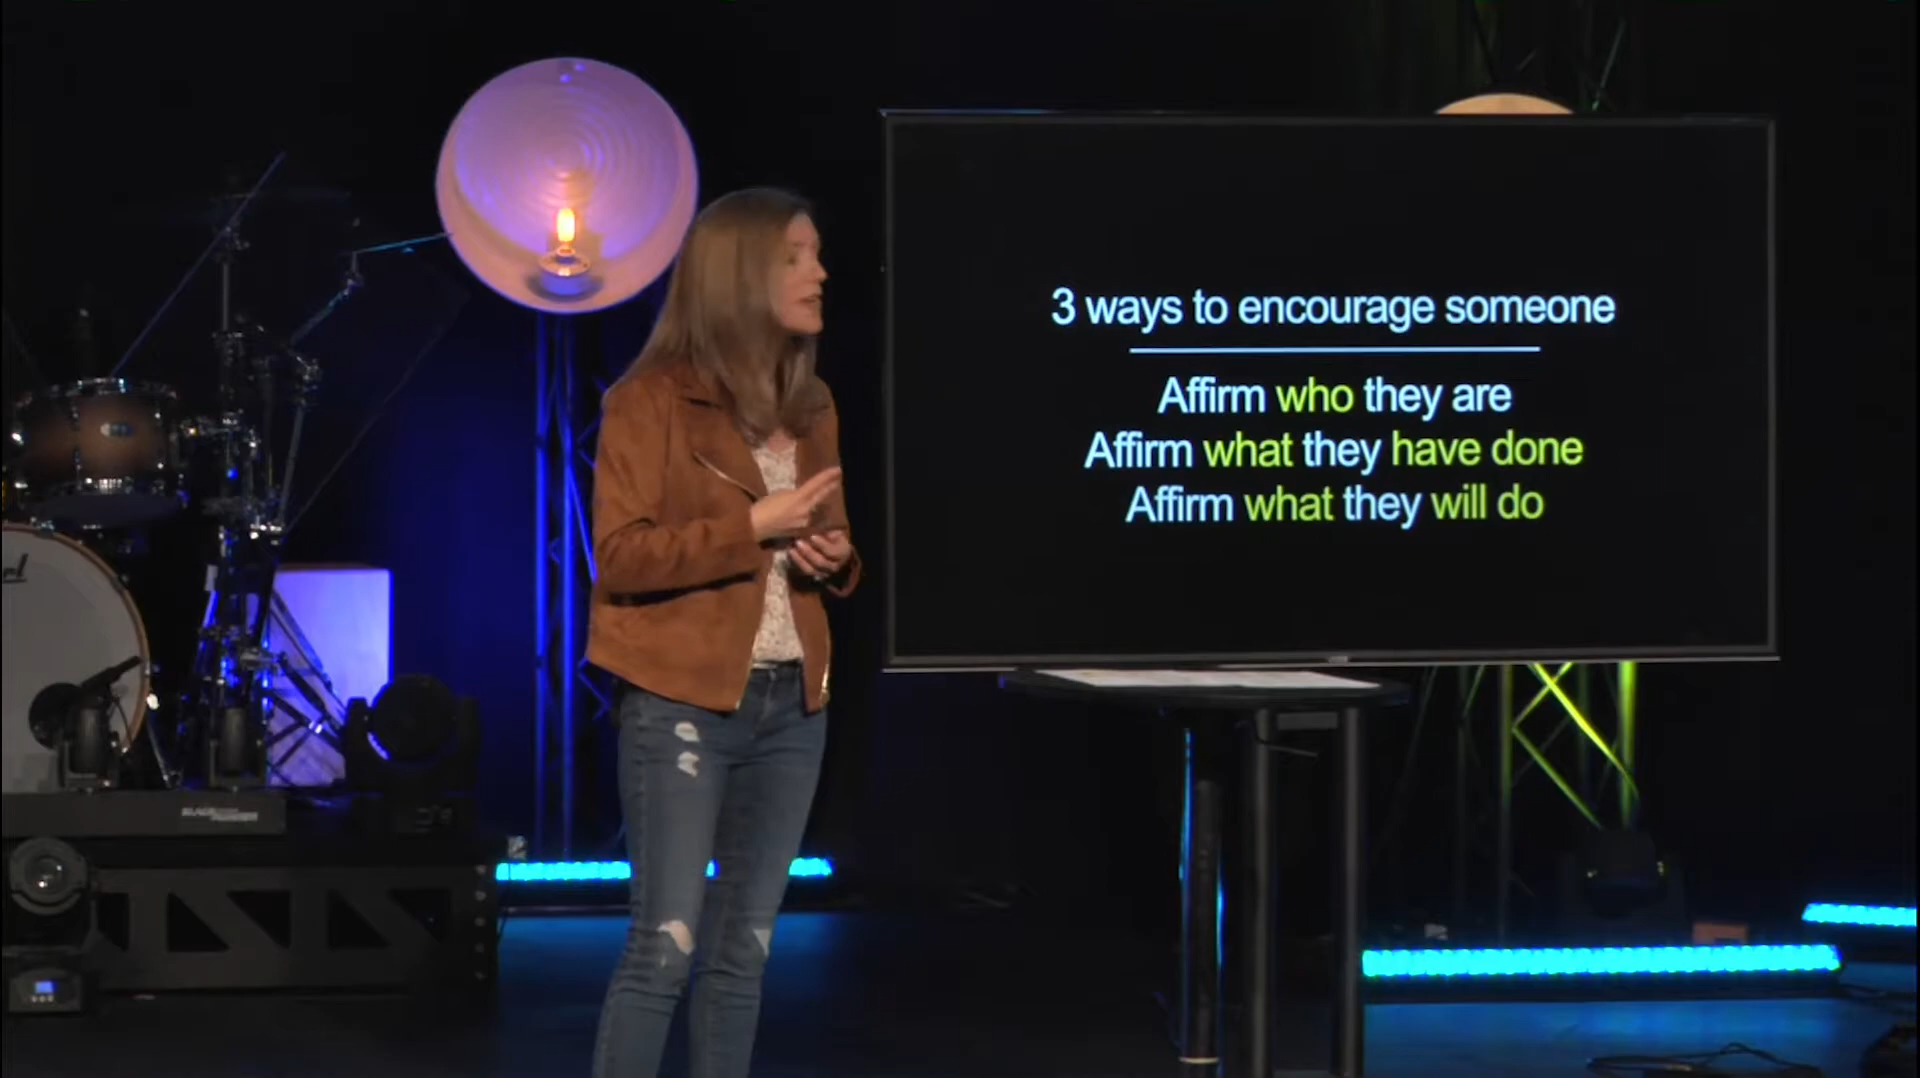 3 ways to encourage someone
Affirm who they are
Affirm what they have done
Affirm what they will do